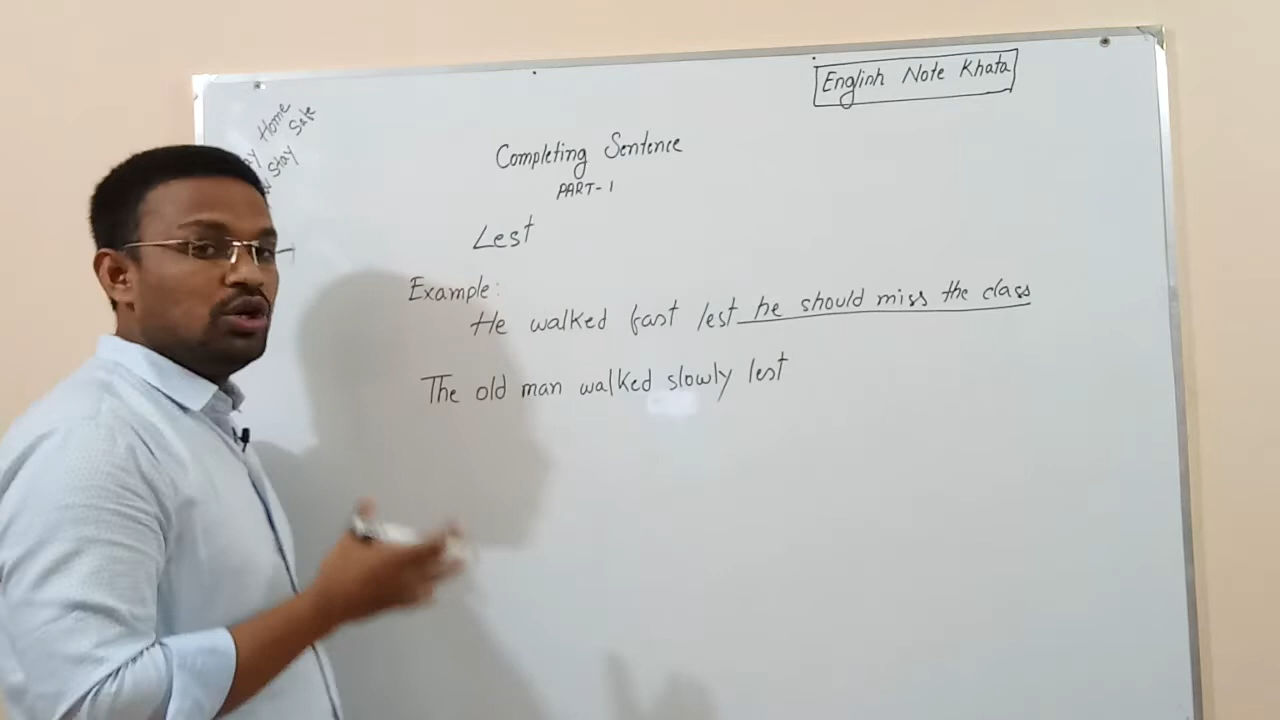 English Note Khata
Home
Stay Safe
Completing Sentence
PART-1
Lest
Example:
He walked fast lest he should miss the class
The old man walked slowly lest